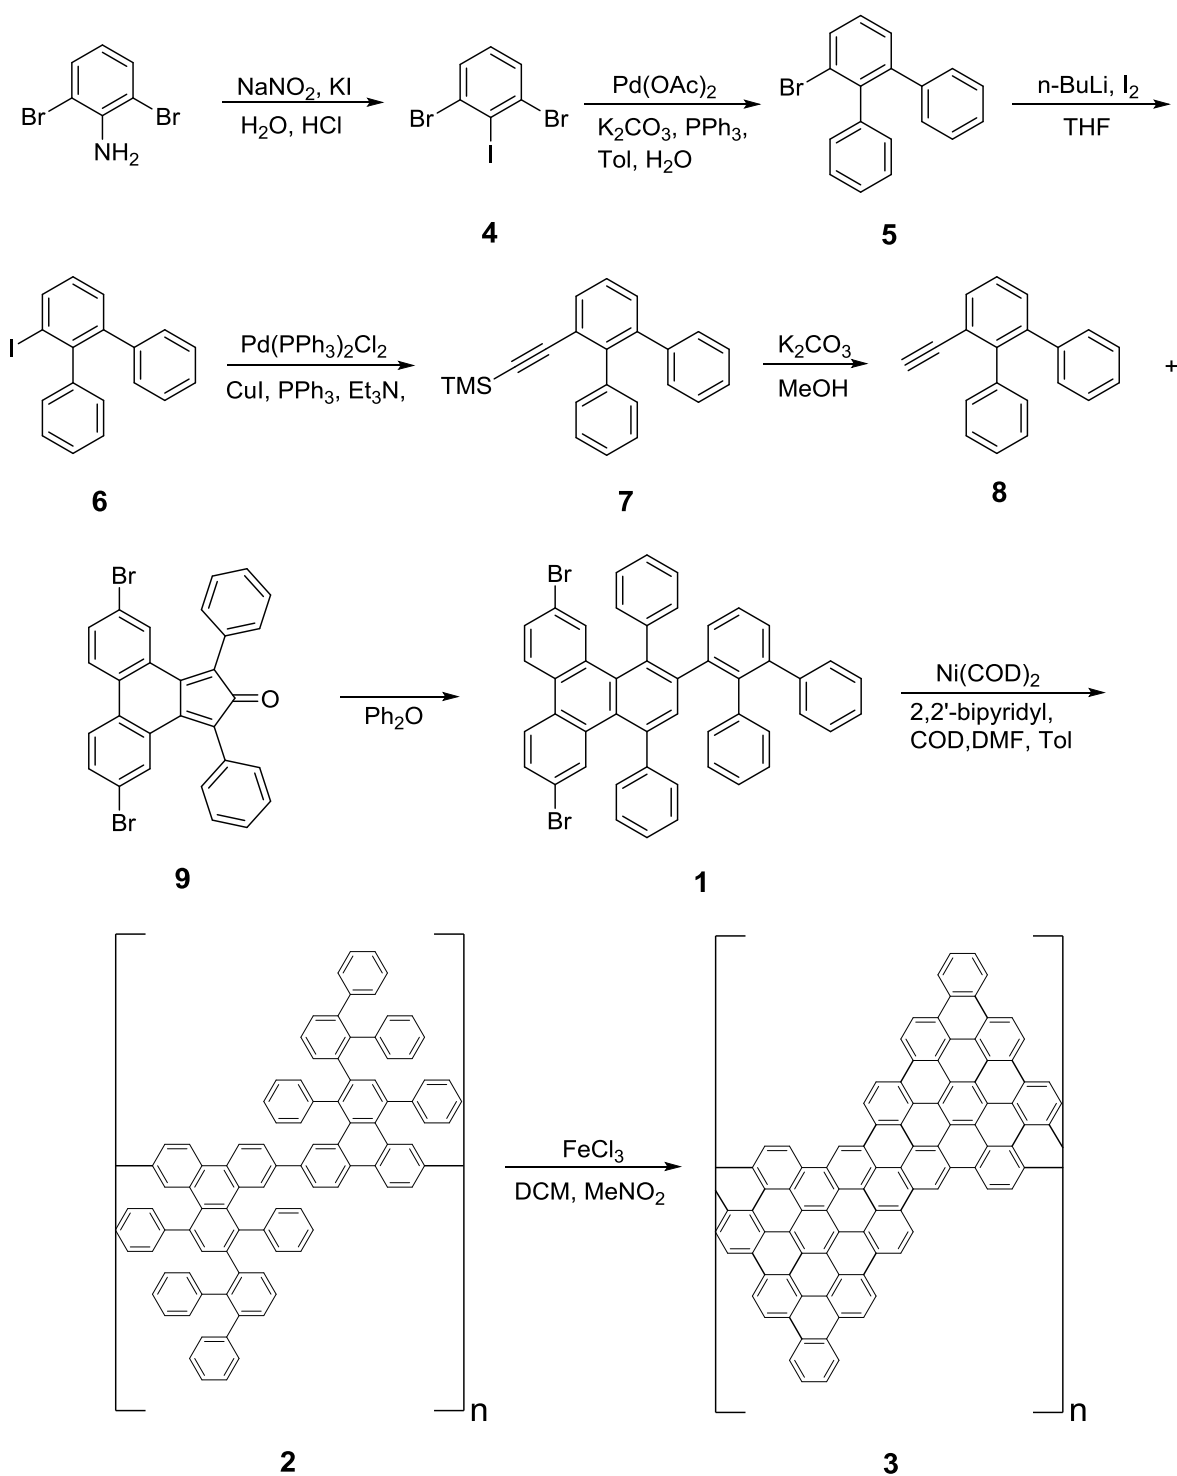 NaNO2, KI
Pd(OAc)2
n-BuLi, I2
Br
Br
NH2
H2O, HCl
Br
Br
I
K2CO3, PPh3,
Tol, H2O
Br
THF
4
5
I
Pd(PPh3)2Cl2
CuI, PPh3, Et3N,
TMS
K2CO3
MeOH
+
6
7
8
Br
O
Br
Ph2O
Br
Br
Ni(COD)2
2,2'-bipyridyl,
COD,DMF, Tol
9
1
FeCl3
DCM, MeNO2
n
n
2
3